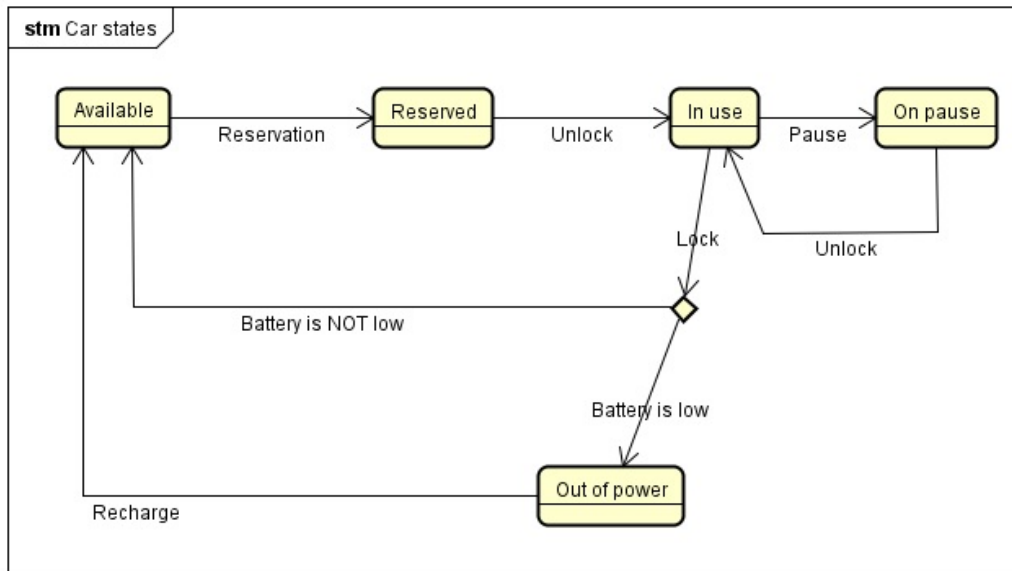 stm Car states
Available
Reservation
Reserved
Unlock
In use
Pause
On pause
Unlock
Lock
Battery is NOT low
Battery is low
Out of power
Recharge